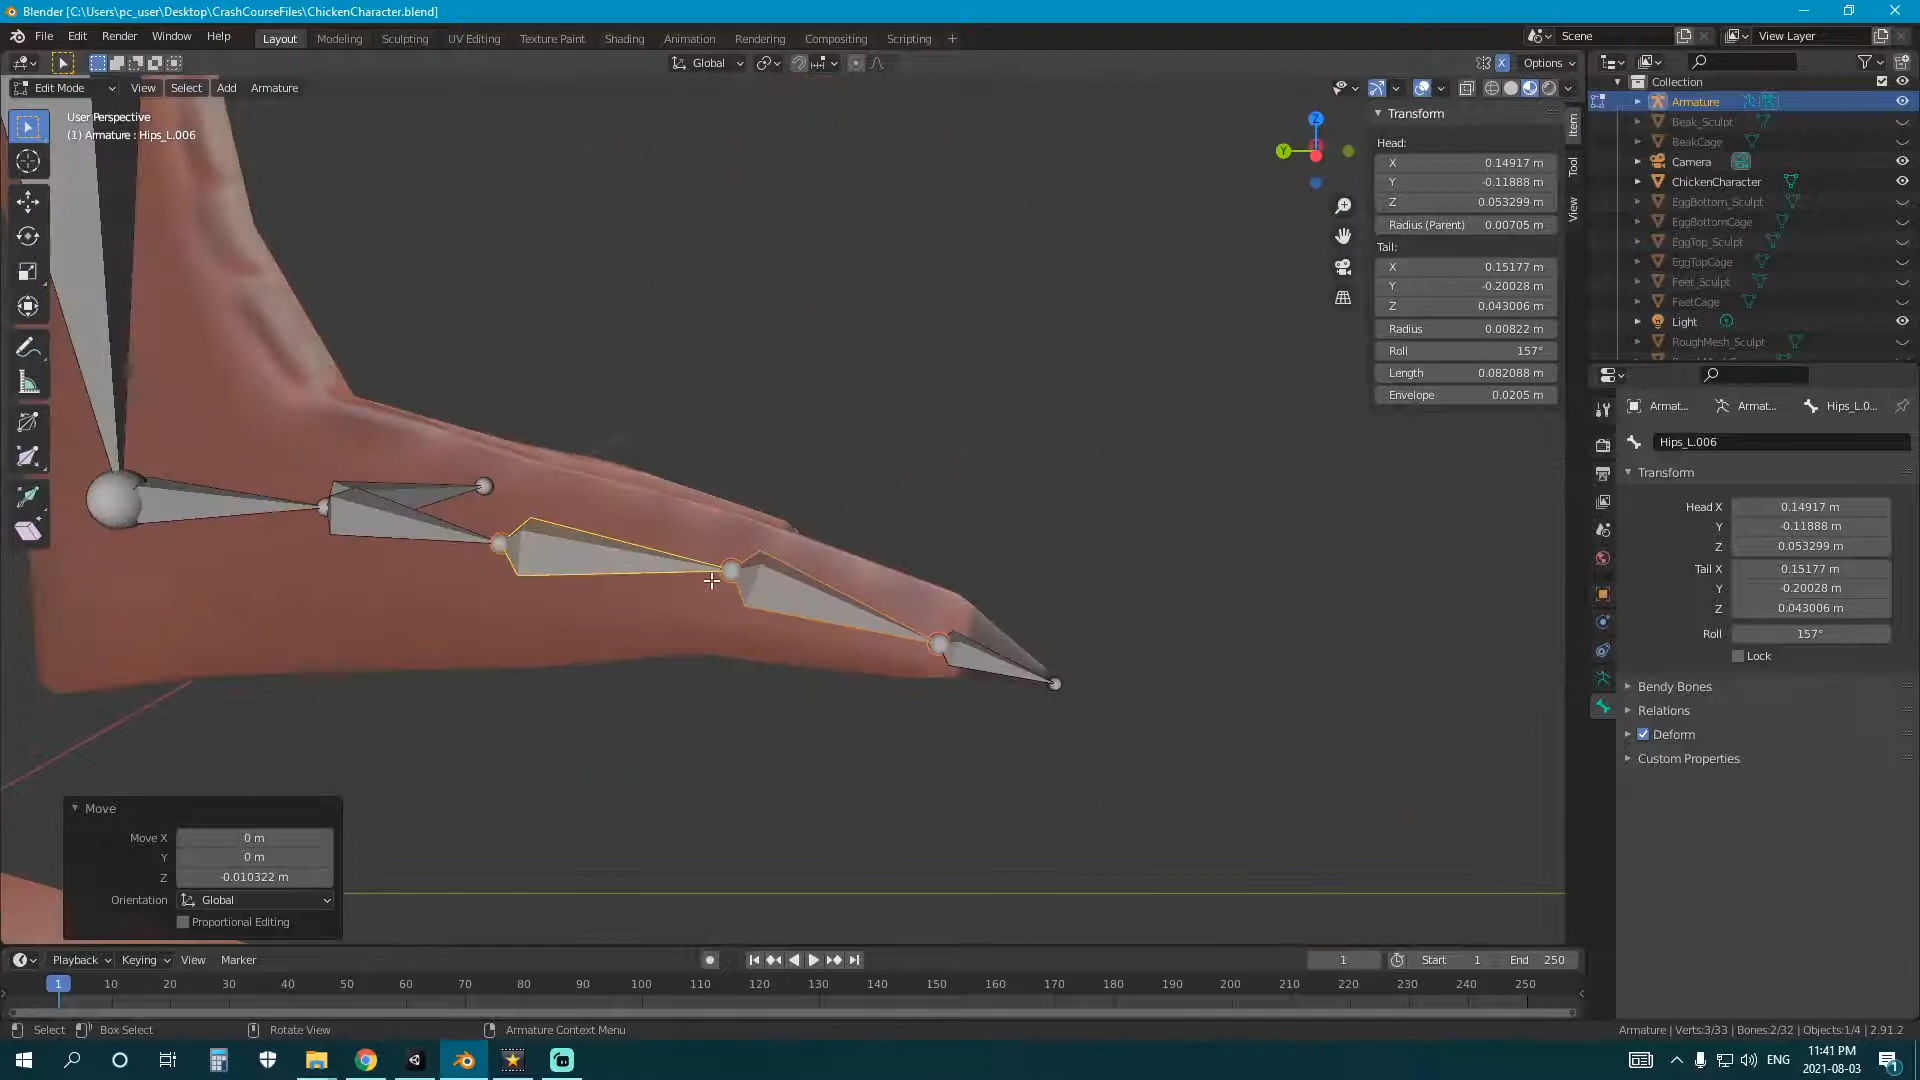 Blender [C:\Users\pc_user\Desktop\CrashCourseFiles\ChickenCharacter.blend]
File Edit Render Window Help Layout Modeling Sculpting UV Editing Texture Paint Shading Animation Rendering Compositing Scripting + Scene View Layer
Global Options
Edit Mode View Select Add Armature
User Perspective
(1) Armature : Hips_L.006
Z
Y
Transform
Head:
X 0.14917 m
Y -0.11888 m
Z 0.053299 m
Radius (Parent) 0.00705 m
Tail:
X 0.15177 m
Y -0.20028 m
Z 0.043006 m
Radius 0.00822 m
Roll 157°
Length 0.082088 m
Envelope 0.0205 m
Item
Tool
View
Collection
Armature
Beak_Sculpt
BeakCage
Camera
ChickenCharacter
EggBottom_Sculpt
EggBottomCage
EggTop_Sculpt
EggTopCage
Feet_Sculpt
FeetCage
Light
RoughMesh_Sculpt
Armat... Armat... Hips_L.0...
Hips_L.006
Transform
Head X 0.14917 m
Y -0.11888 m
Z 0.053299 m
Tail X 0.15177 m
Y -0.20028 m
Z 0.043006 m
Roll 157°
Lock
Bendy Bones
Relations
Deform
Custom Properties
Move
Move X 0 m
Y 0 m
Z -0.010322 m
Orientation Global
Proportional Editing
Playback Keying View Marker 1 Start 1 End 250
1 10 20 30 40 50 60 70 80 90 100 110 120 130 140 150 160 170 180 190 200 210 220 230 240 250
Select Box Select Rotate View Armature Context Menu Armature | Verts:3/33 | Bones:2/32 | Objects:1/4 | 2.91.2
ENG 11:41 PM
2021-08-03
1